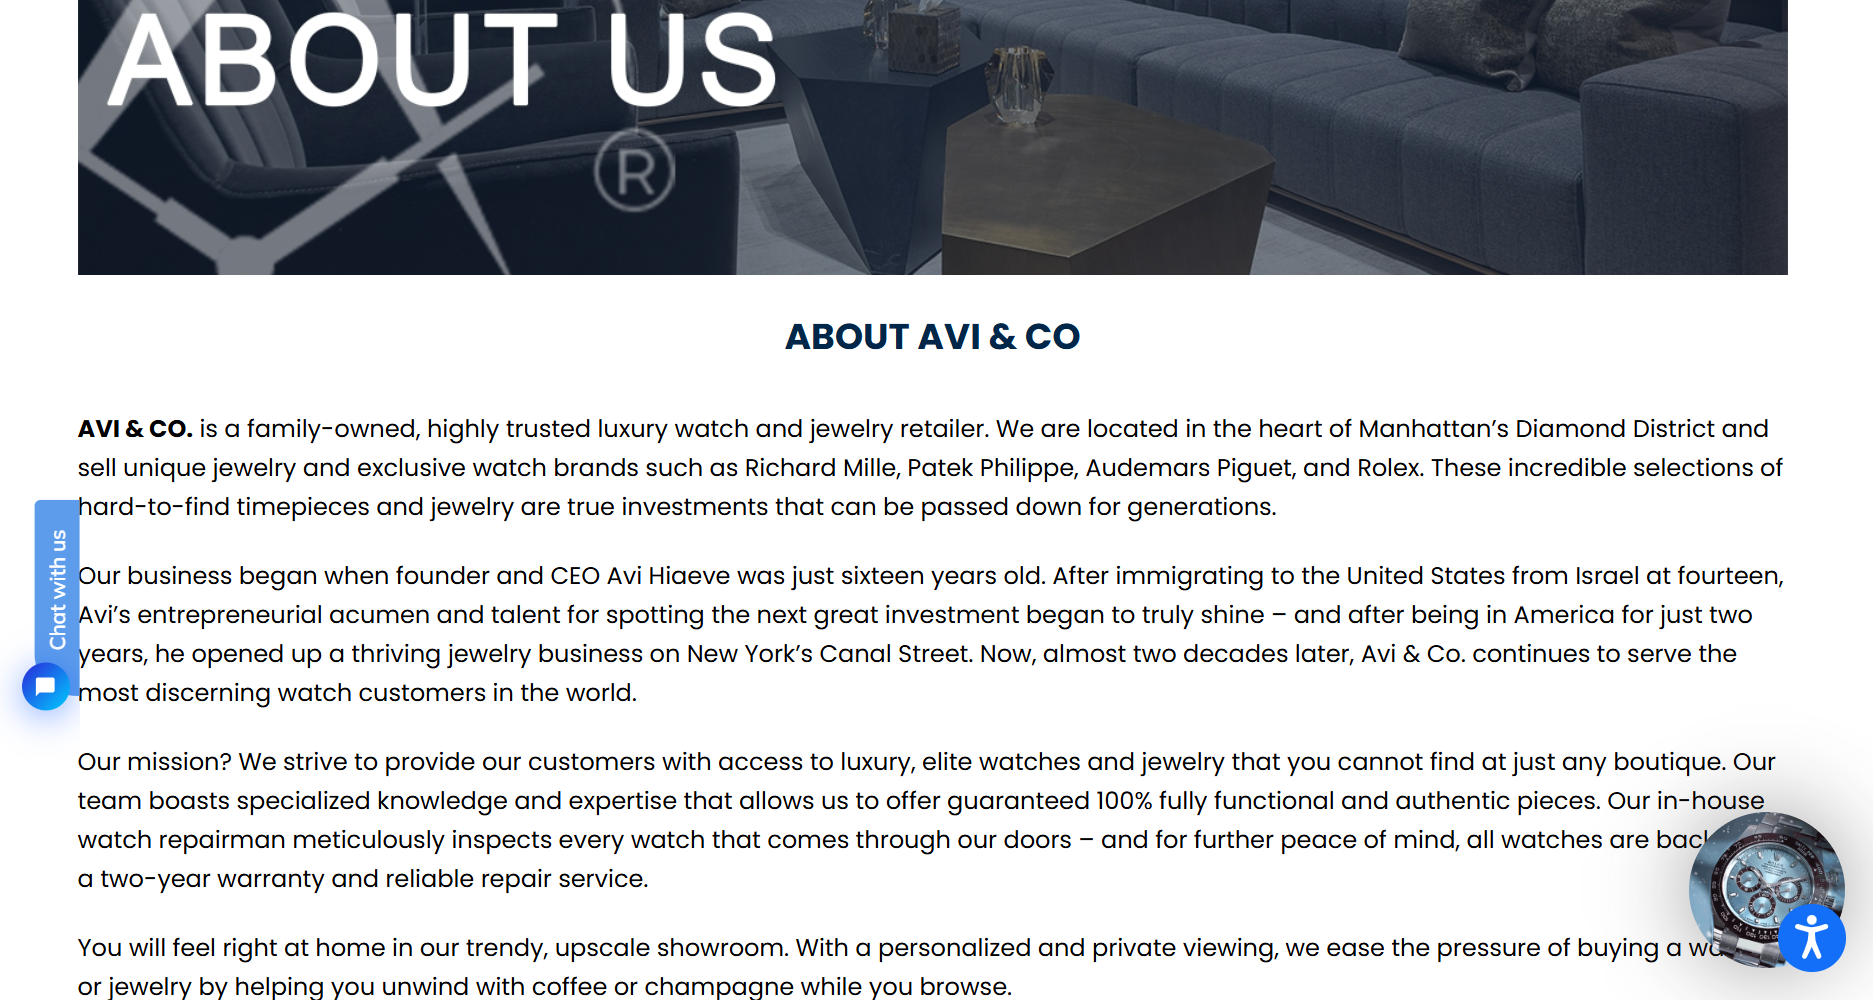 ABOUT US
®
ABOUT AVI & CO
AVI & CO. is a family-owned, highly trusted luxury watch and jewelry retailer. We are located in the heart of Manhattan’s Diamond District and
sell unique jewelry and exclusive watch brands such as Richard Mille, Patek Philippe, Audemars Piguet, and Rolex. These incredible selections of
hard-to-find timepieces and jewelry are true investments that can be passed down for generations.
Chat with us
Our business began when founder and CEO Avi Hiaeve was just sixteen years old. After immigrating to the United States from Israel at fourteen,
Avi’s entrepreneurial acumen and talent for spotting the next great investment began to truly shine – and after being in America for just two
years, he opened up a thriving jewelry business on New York’s Canal Street. Now, almost two decades later, Avi & Co. continues to serve the
most discerning watch customers in the world.
Our mission? We strive to provide our customers with access to luxury, elite watches and jewelry that you cannot find at just any boutique. Our
team boasts specialized knowledge and expertise that allows us to offer guaranteed 100% fully functional and authentic pieces. Our in-house
watch repairman meticulously inspects every watch that comes through our doors – and for further peace of mind, all watches are
a two-year warranty and reliable repair service.
You will feel right at home in our trendy, upscale showroom. With a personalized and private viewing, we ease the pressure of buying a
or jewelry by helping you unwind with coffee or champagne while you browse.